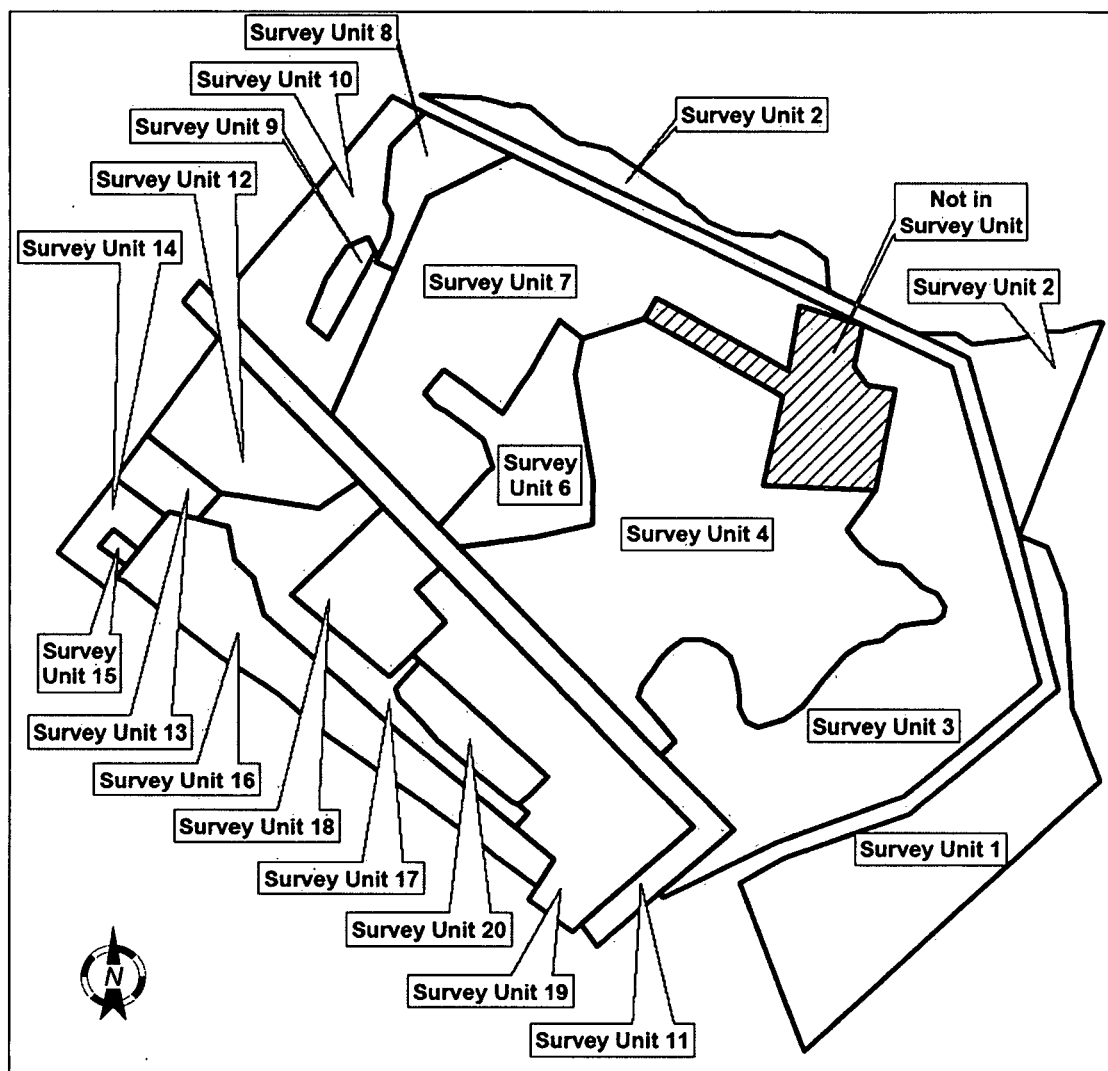 Survey Unit 8
Survey Unit 10
Survey Unit 9
Survey Unit 2
Survey Unit 12
Not in
Survey Unit
Survey Unit 14
Survey Unit 7
Survey Unit 2
Survey
Unit 6
Survey Unit 4
Survey
Unit 15
Survey Unit 13
Survey Unit 3
Survey Unit 16
Survey Unit 18
Survey Unit 1
Survey Unit 17
Survey Unit 20
N
Survey Unit 19
Survey Unit 11